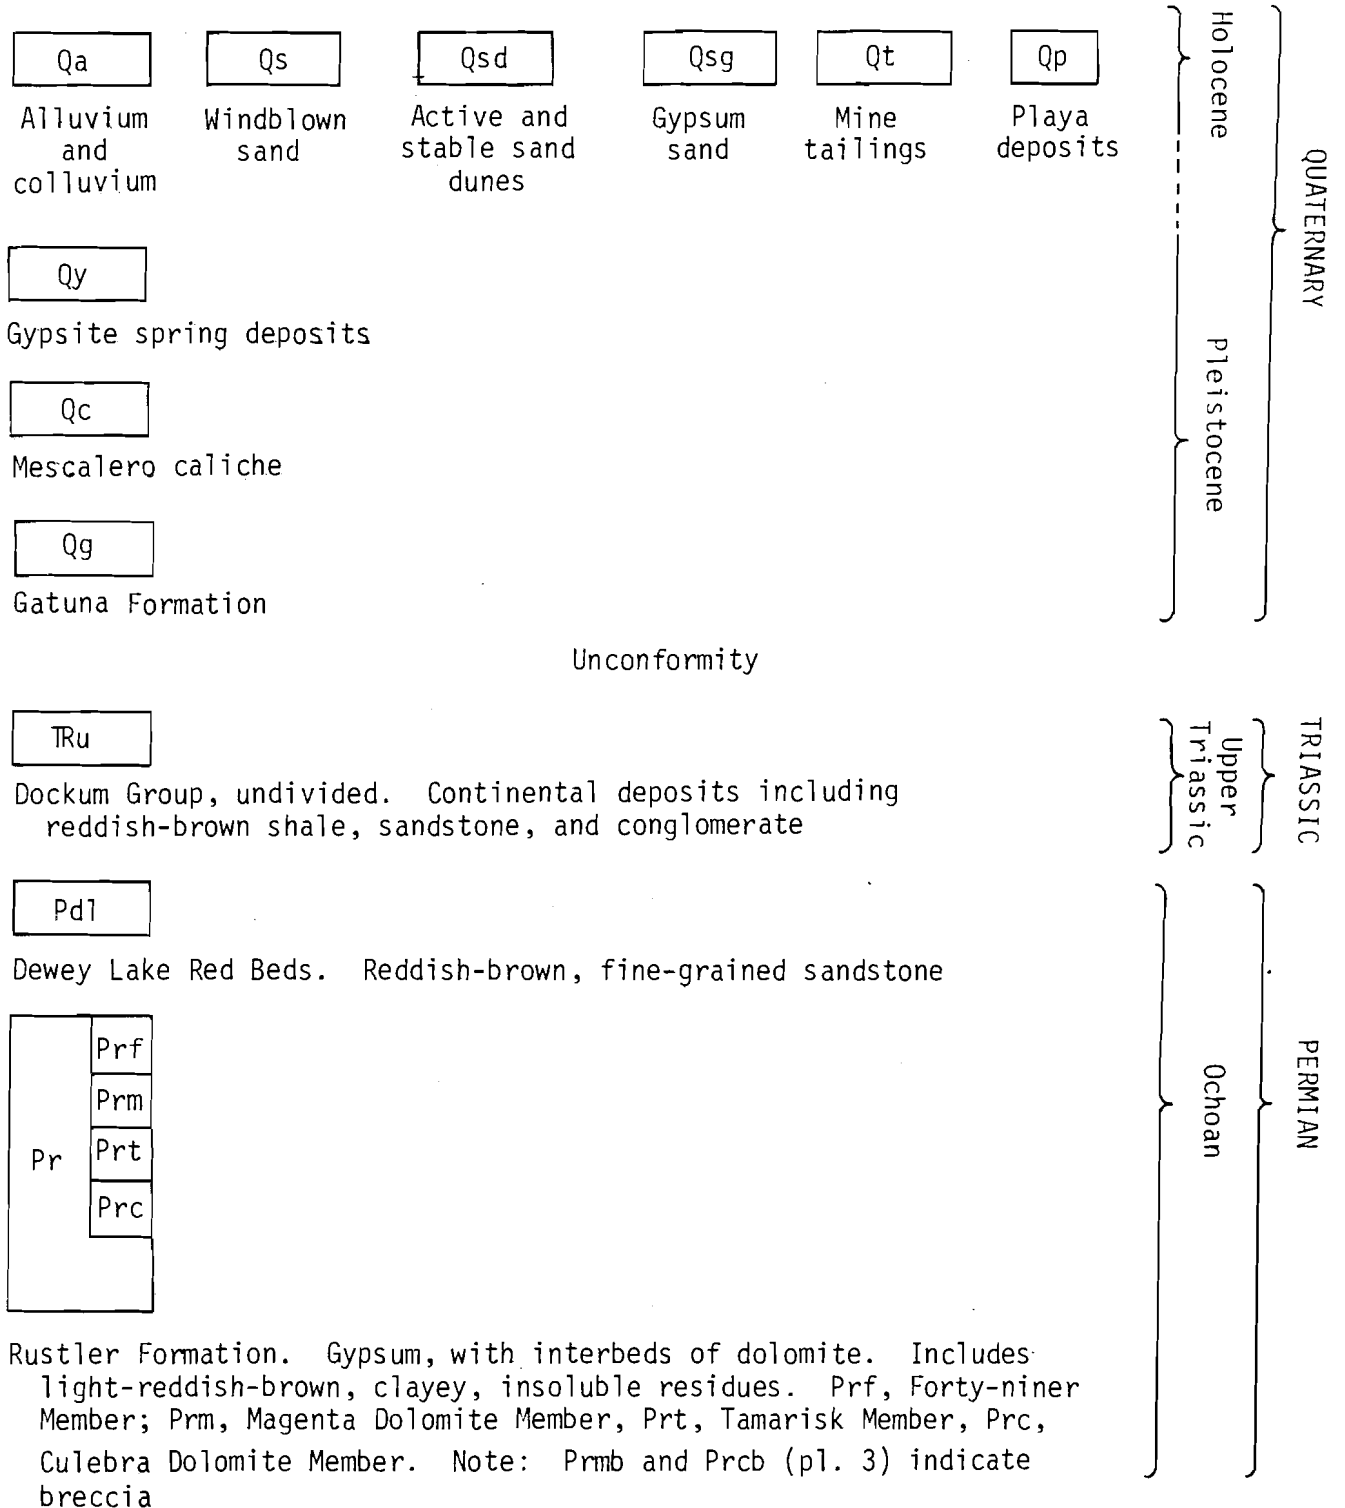 Qa Qs Qsd Qsg Qt Qp
Alluvium and colluvium
Windblown sand
Active and stable sand dunes
Gypsum sand
Mine tailings
Playa deposits
Holocene
QUATERNARY
Qy
Gypsite spring deposits
Pleistocene
Qc
Mescalero caliche
Qg
Gatuna Formation
Unconformity
TRu
Upper
Triassic
TRIASSIC
Dockum Group, undivided. Continental deposits including
reddish-brown shale, sandstone, and conglomerate
Pdl
Dewey Lake Red Beds. Reddish-brown, fine-grained sandstone
Pr
Prf
Prm
Prt
Prc
Ochoan
PERMIAN
Rustler Formation. Gypsum, with interbeds of dolomite. Includes
light-reddish-brown, clayey, insoluble residues. Prf, Forty-niner
Member; Prm, Magenta Dolomite Member, Prt, Tamarisk Member, Prc,
Culebra Dolomite Member. Note: Prmb and Prcb (pl. 3) indicate
breccia